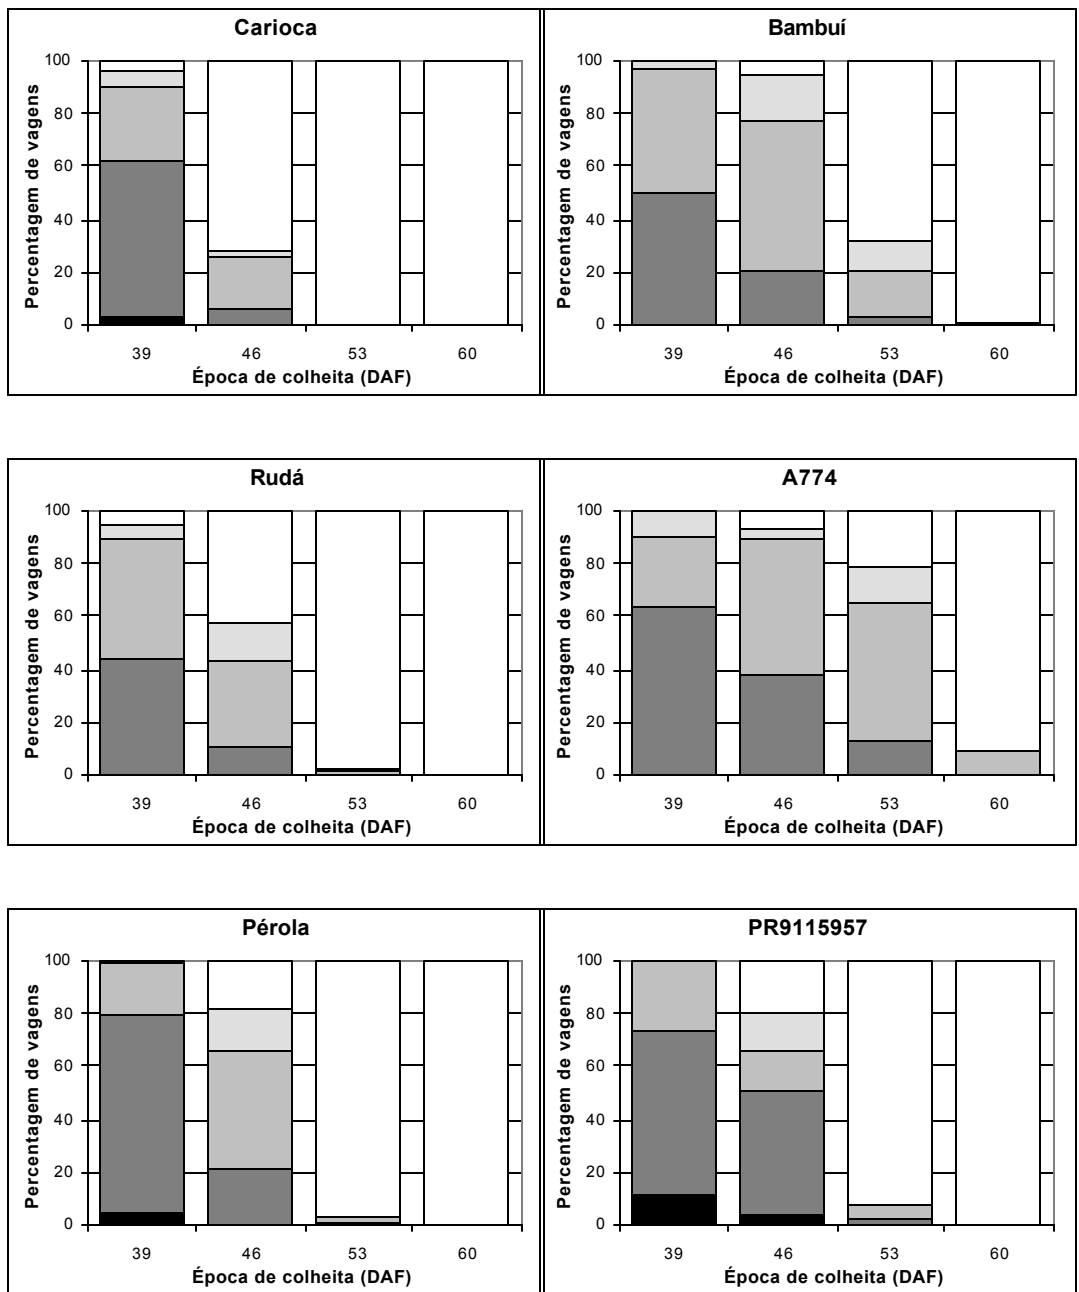 Carioca
Percentagem de vagens
100
80
60
40
20
0
39 46 53 60
Época de colheita (DAF)
Bambuí
Percentagem de vagens
100
80
60
40
20
0
39 46 53 60
Época de colheita (DAF)
Rudá
Percentagem de vagens
100
80
60
40
20
0
39 46 53 60
Época de colheita (DAF)
A774
Percentagem de vagens
100
80
60
40
20
0
39 46 53 60
Época de colheita (DAF)
Pérola
Percentagem de vagens
100
80
60
40
20
0
39 46 53 60
Época de colheita (DAF)
PR9115957
Percentagem de vagens
100
80
60
40
20
0
39 46 53 60
Época de colheita (DAF)